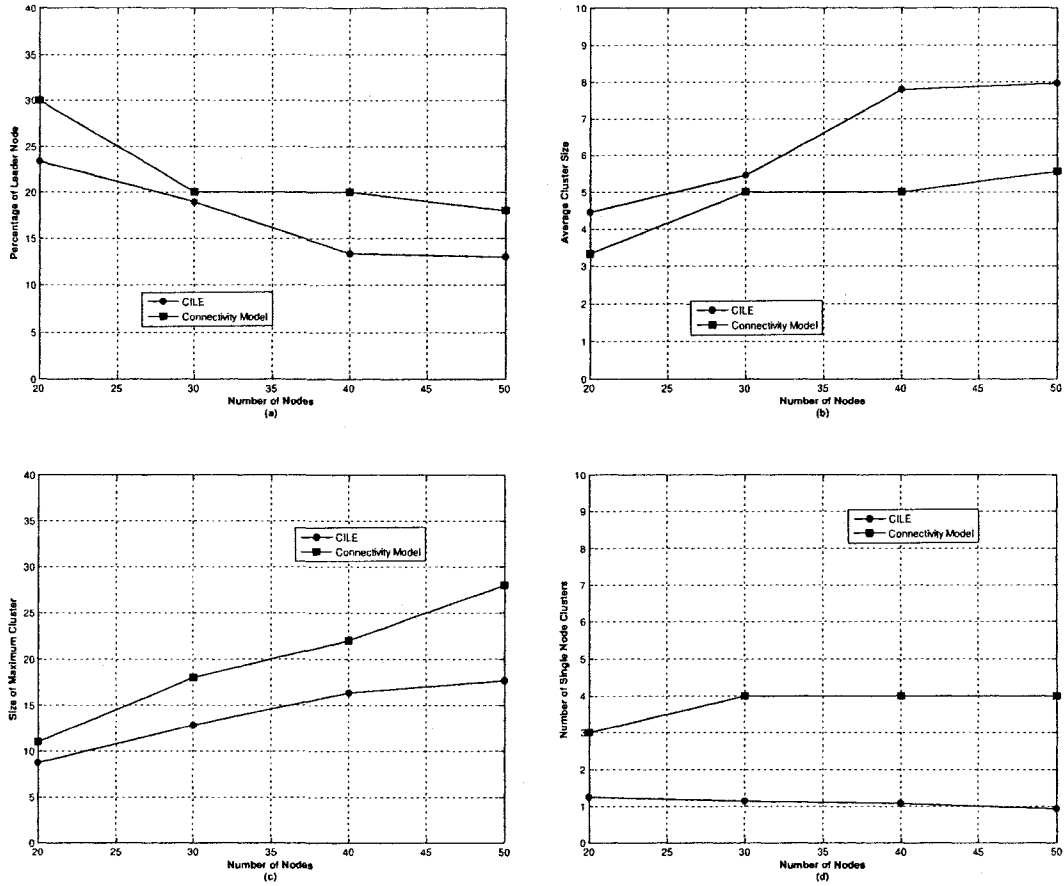 40
35
30
25
20
15
10
5
0
Percentage of Leader Node
CILE
Connectivity Model
20 25 30 35 40 45 50
Number of Nodes
(a)
10
9
8
7
6
5
4
3
2
1
0
Average Cluster Size
CILE
Connectivity Model
20 25 30 35 40 45 50
Number of Nodes
(b)
40
35
30
25
20
15
10
5
0
Size of Maximum Cluster
CILE
Connectivity Model
20 25 30 35 40 45 50
Number of Nodes
(c)
10
9
8
7
6
5
4
3
2
1
0
Number of Single Node Clusters
CILE
Connectivity Model
20 25 30 35 40 45 50
Number of Nodes
(d)